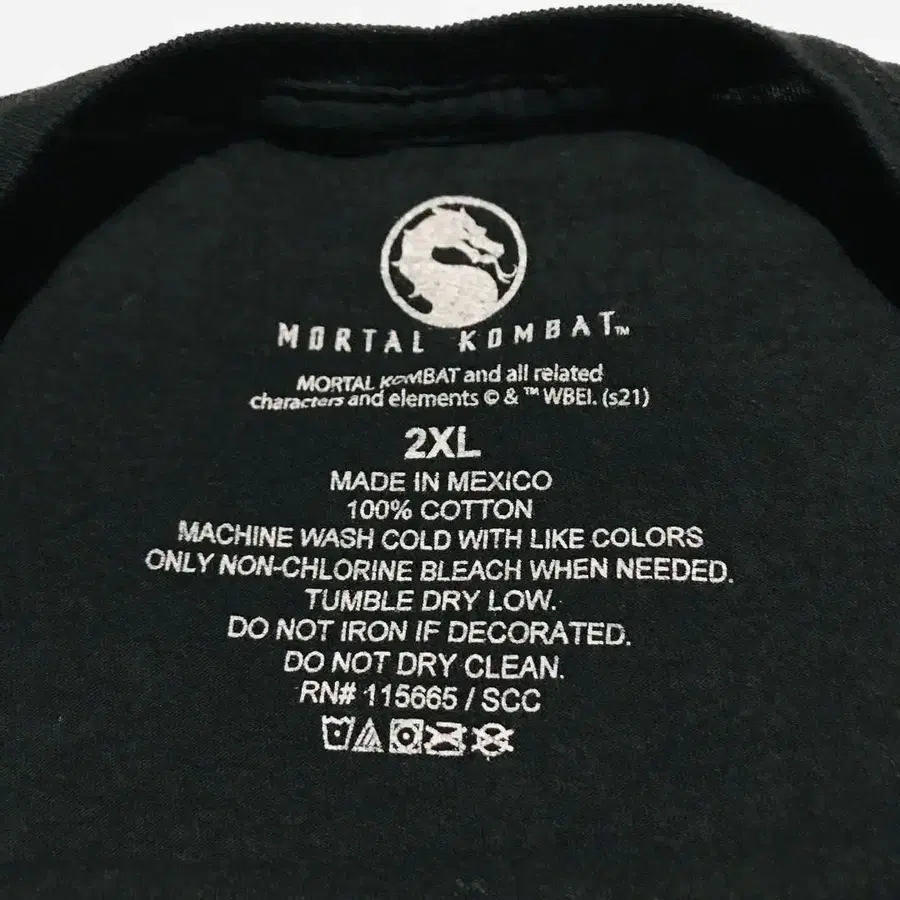 MORTAL KOMBAT™
MORTAL KOMBAT and all related
characters and elements © & ™ WBEI. (s21)
2XL
MADE IN MEXICO
100% COTTON
MACHINE WASH COLD WITH LIKE COLORS
ONLY NON-CHLORINE BLEACH WHEN NEEDED.
TUMBLE DRY LOW.
DO NOT IRON IF DECORATED.
DO NOT DRY CLEAN.
RN# 115665 / SCC